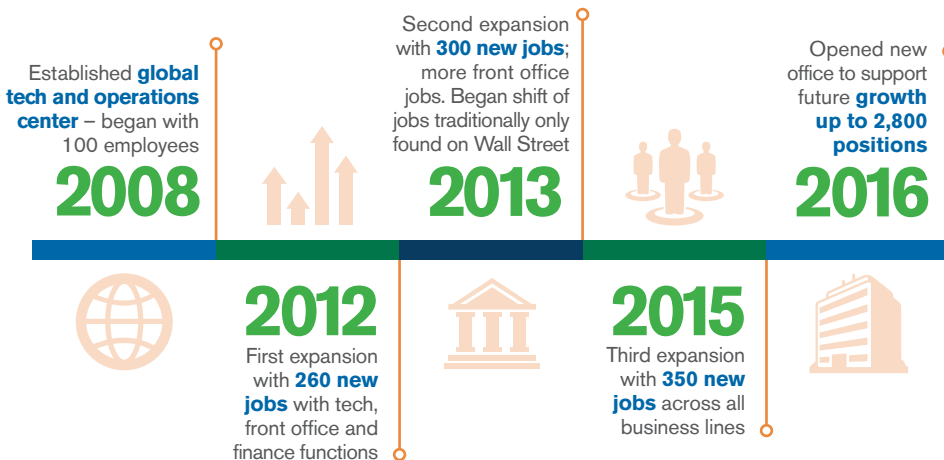 Established global
tech and operations
center – began with
100 employees
2008
2012
First expansion
with 260 new
jobs with tech,
front office and
finance functions
Second expansion
with 300 new jobs;
more front office
jobs. Began shift of
jobs traditionally only
found on Wall Street
2013
2015
Third expansion
with 350 new
jobs across all
business lines
Opened new
office to support
future growth
up to 2,800
positions
2016